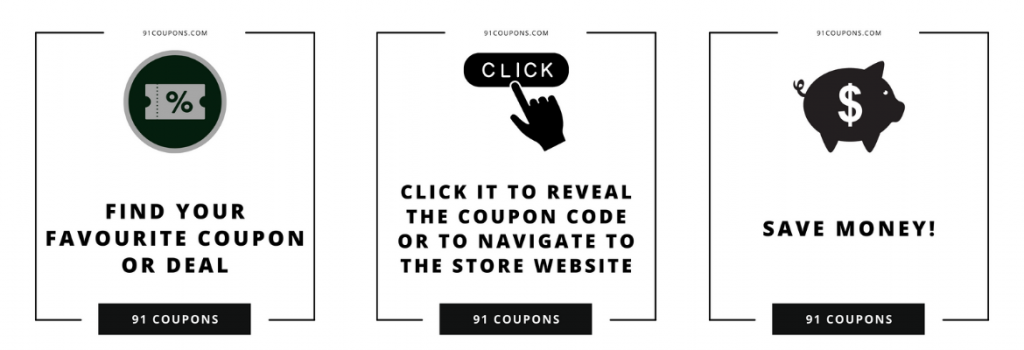 91COUPONS.COM
%
FIND YOUR
FAVOURITE COUPON
OR DEAL
91 COUPONS
91COUPONS.COM
CLICK
CLICK IT TO REVEAL
THE COUPON CODE
OR TO NAVIGATE TO
THE STORE WEBSITE
91 COUPONS
91COUPONS.COM
$
SAVE MONEY!
91 COUPONS